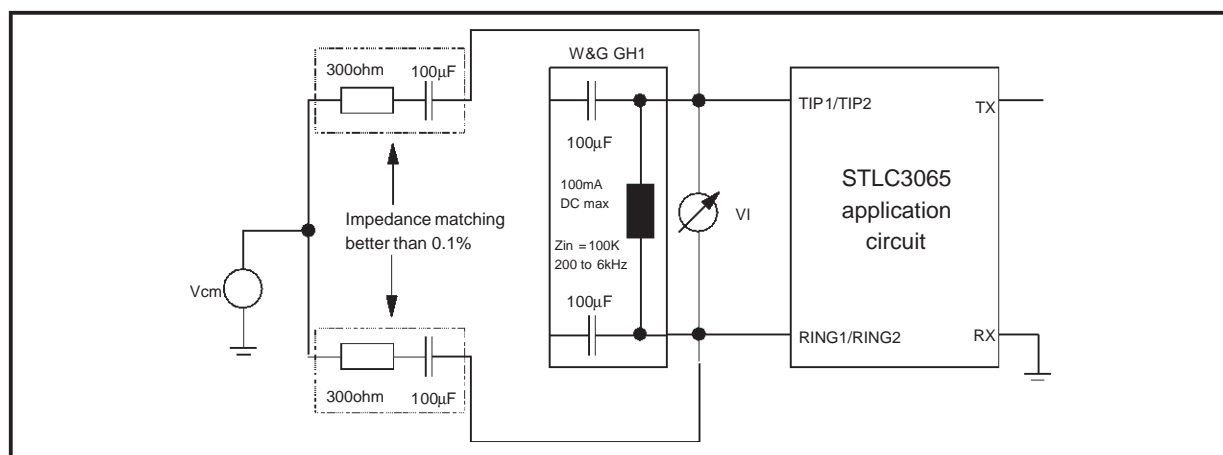 W&G GH1
300ohm
100µF
TIP1/TIP2
TX
100µF
100mA
DC max
STLC3065
application
circuit
VI
Impedance matching
better than 0.1%
Zin = 100K
200 to 6kHz
Vcm
100µF
RING1/RING2
RX
300ohm
100µF